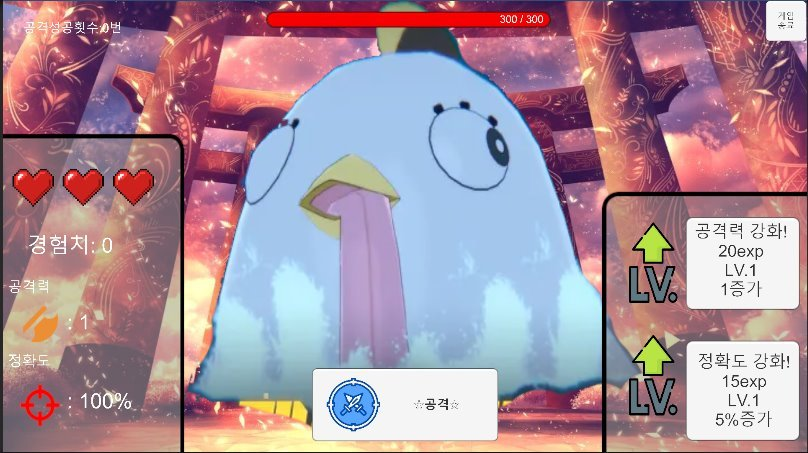 공격성공횟수:0번
300 / 300
게임
종료
경험치: 0
공격력
: 1
정확도
: 100%
LV.
공격력 강화!
20exp
LV.1
1증가
LV.
정확도 강화!
15exp
LV.1
5%증가
☆공격☆